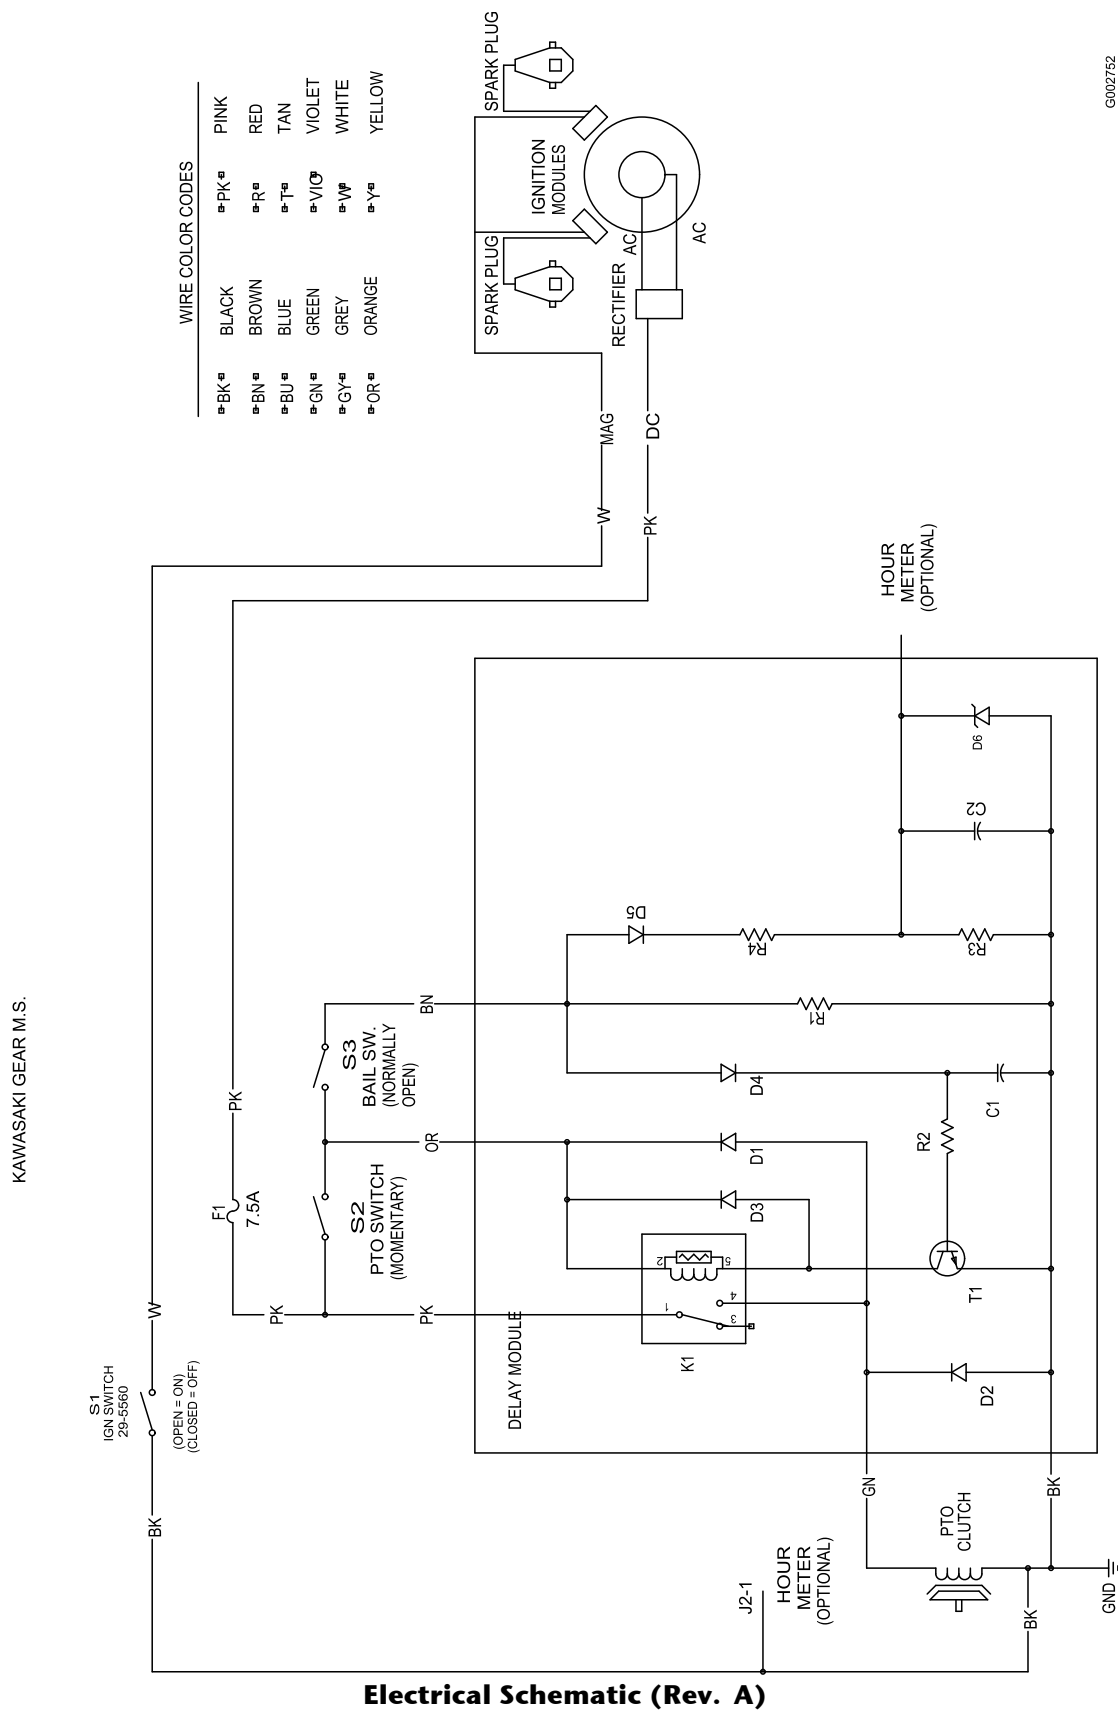 KAWASAKI GEAR M.S.
WIRE COLOR CODES
BK BLACK PK PINK
BN BROWN R RED
BU BLUE T TAN
GN GREEN VIO VIOLET
GY GREY W WHITE
OR ORANGE Y YELLOW
SPARK PLUG
SPARK PLUG
IGNITION
MODULES
AC
AC
RECTIFIER
MAG
DC
W
PK
HOUR
METER
(OPTIONAL)
S1
IGN SWITCH
29-5560
(OPEN = ON)
(CLOSED = OFF)
W
BK
F1
7.5A
PK
PK
PK
S2
PTO SWITCH
(MOMENTARY)
S3
BAIL SW.
(NORMALLY
OPEN)
BN
OR
DELAY MODULE
K1
1
2
3
4
5
D1
D2
D3
D4
D5
D6
R1
R2
R3
R4
C1
C2
T1
GN
BK
PTO
CLUTCH
J2-1
HOUR
METER
(OPTIONAL)
BK
GND
G002752
Electrical Schematic (Rev. A)